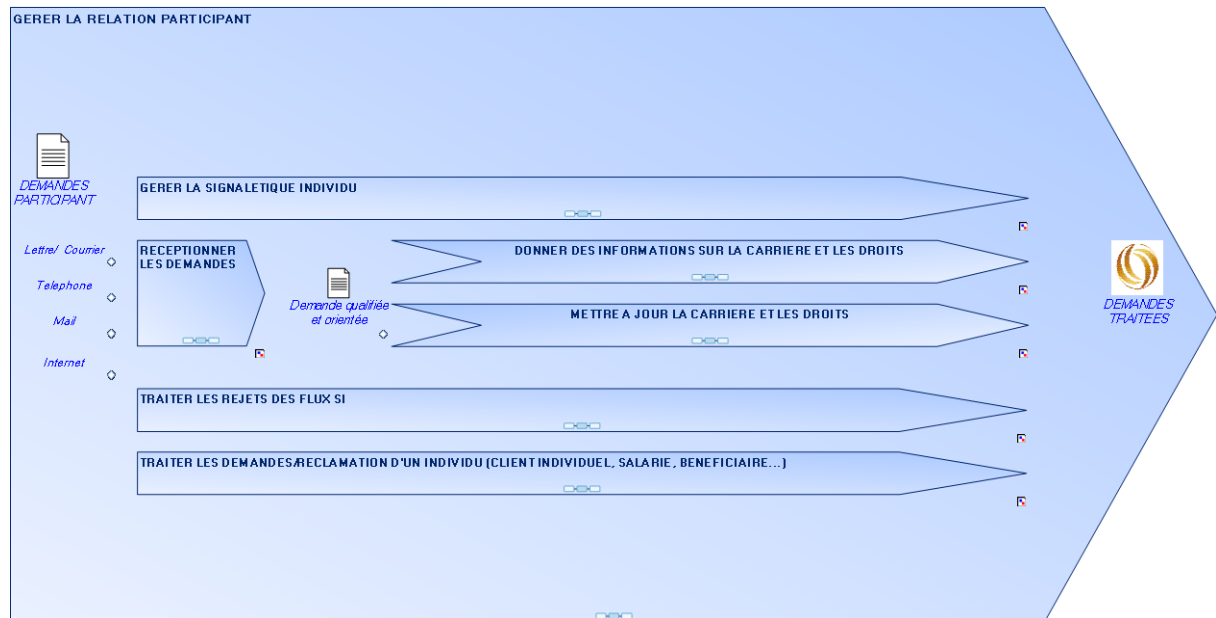 GERER LA RELATION PARTICIPANT
DEMANDES
PARTICIPANT
GERER LA SIGNALETIQUE INDIVIDU
Lettre/ Courrier
Telephone
Mail
Internet
RECEPTIONNER
LES DEMANDES
Demande qualifiée
et orientée
DONNER DES INFORMATIONS SUR LA CARRIERE ET LES DROITS
METTRE A JOUR LA CARRIERE ET LES DROITS
DEMANDES
TRAITEES
TRAITER LES REJETS DES FLUX SI
TRAITER LES DEMANDES/RECLAMATION D'UN INDIVIDU (CLIENT INDIVIDUEL, SALARIE, BENEFICIAIRE...)